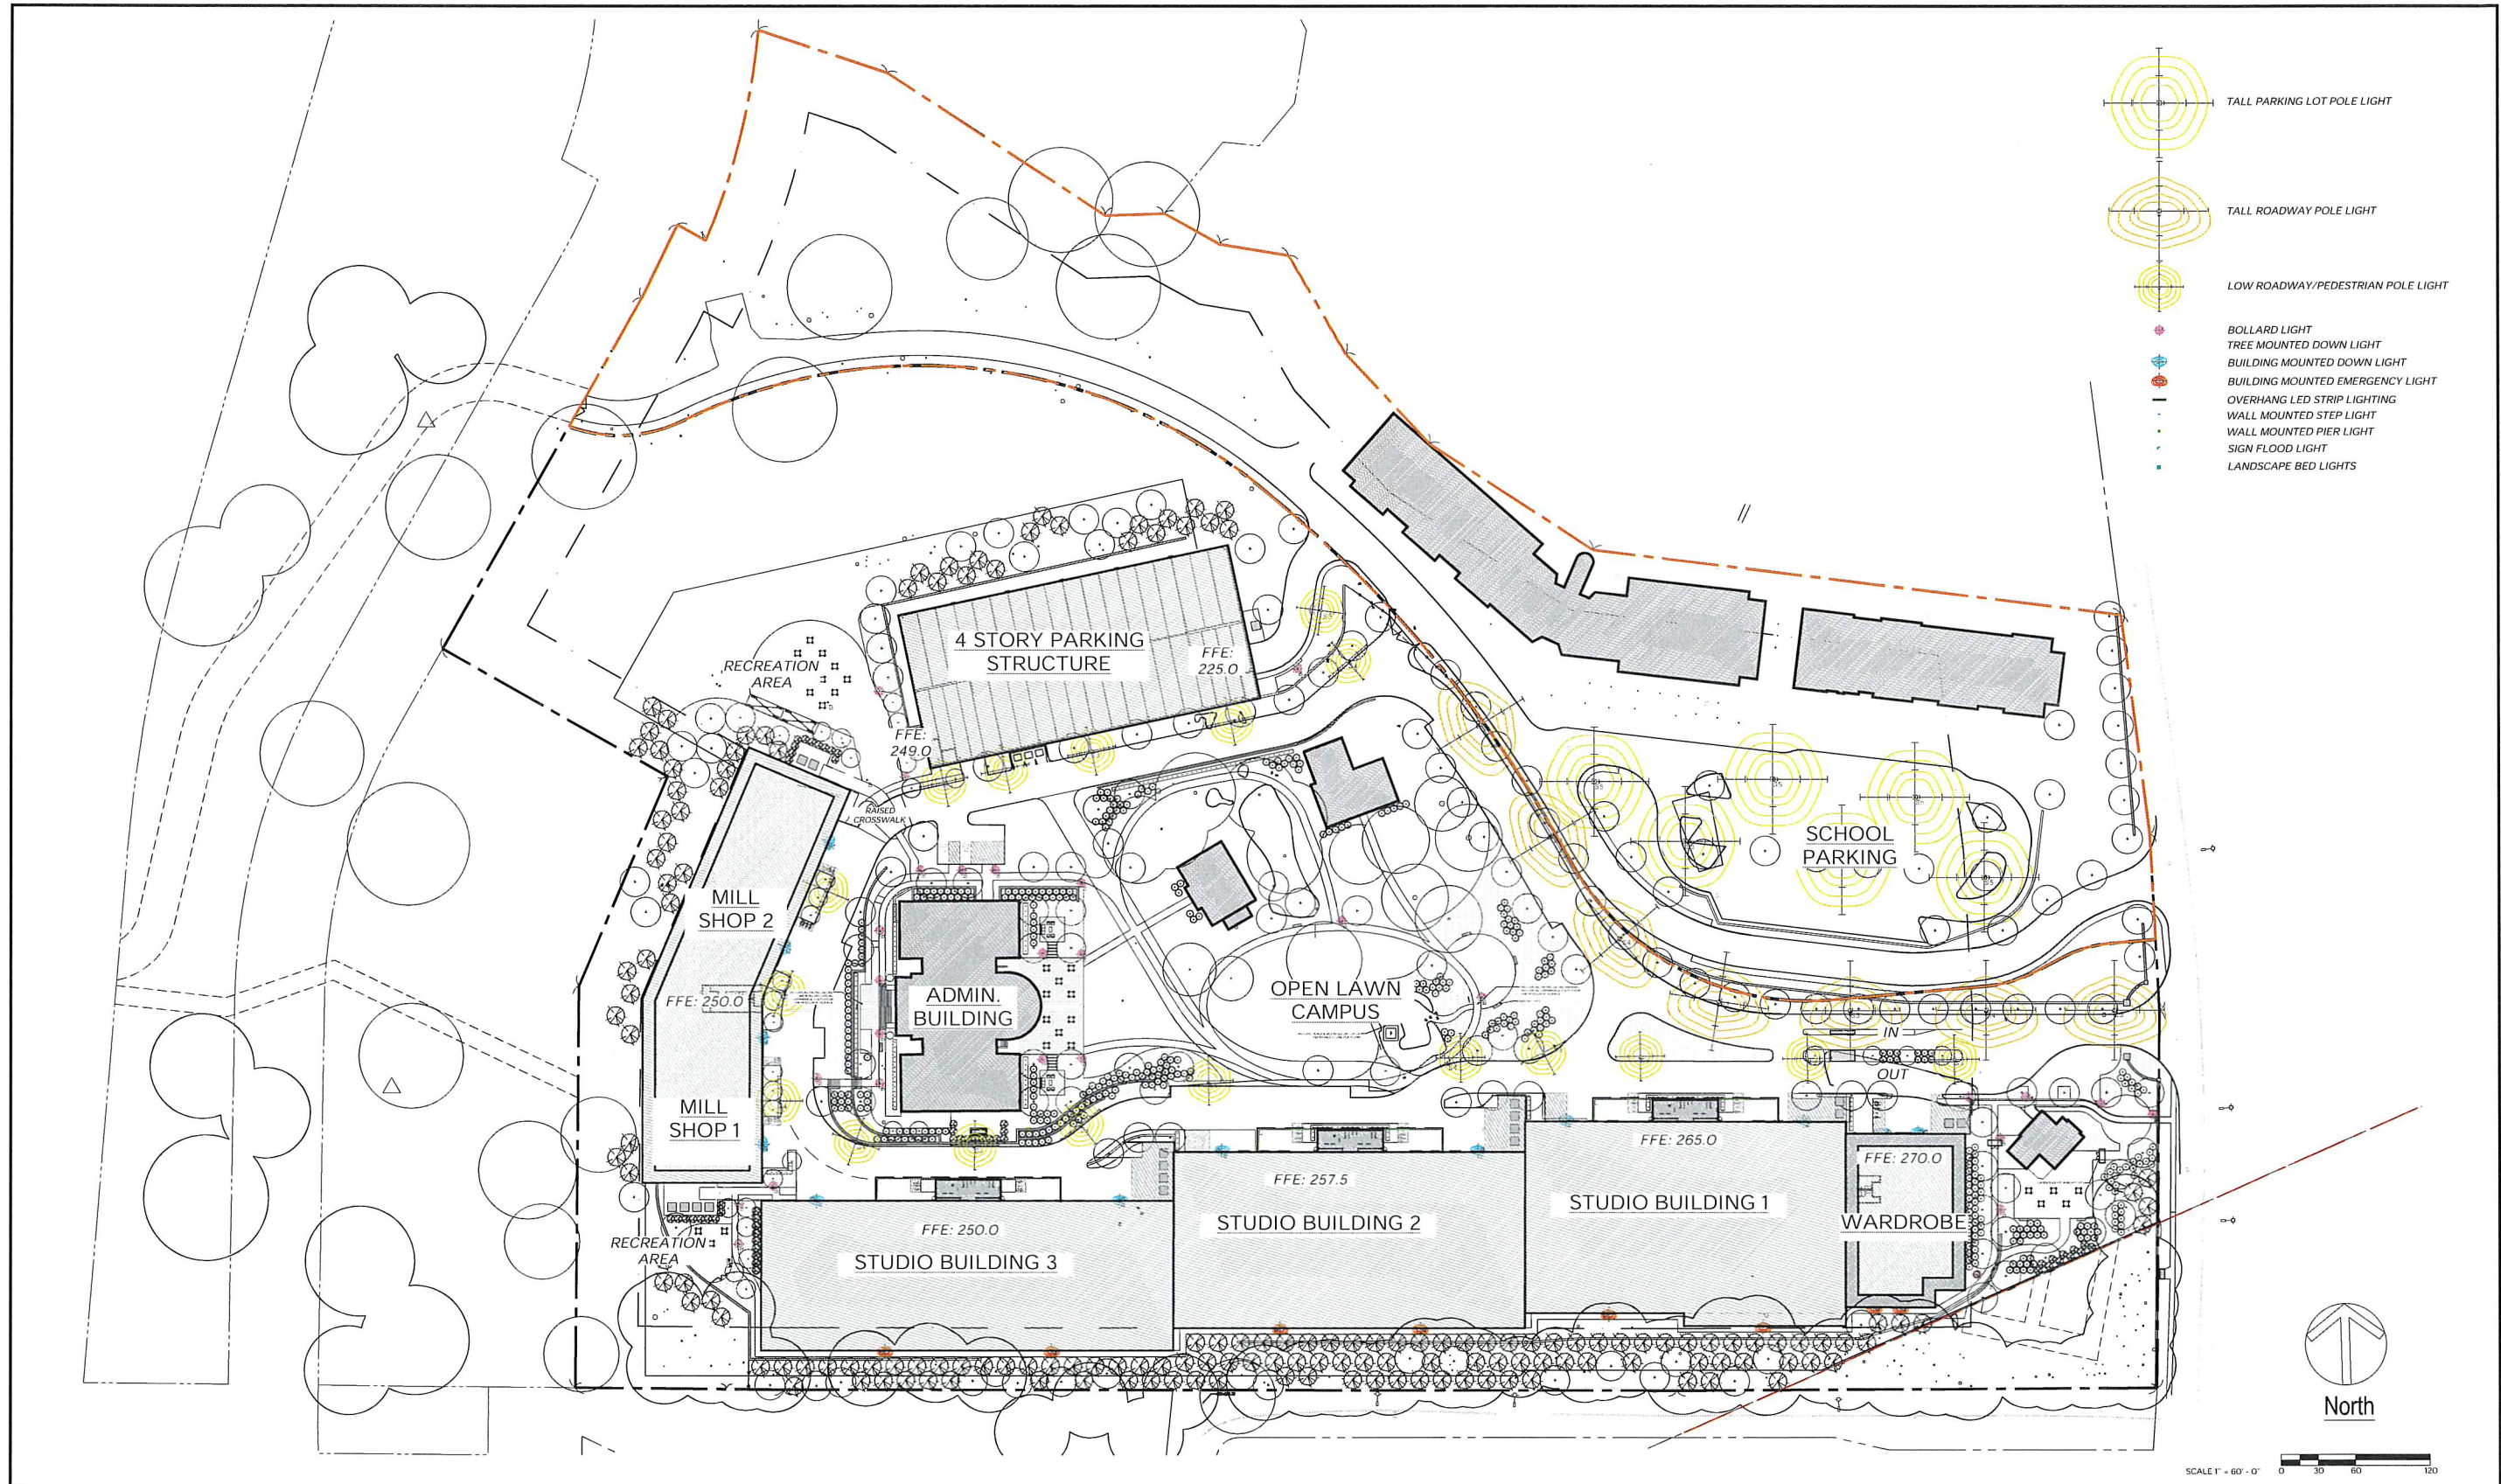 TALL PARKING LOT POLE LIGHT
TALL ROADWAY POLE LIGHT
LOW ROADWAY/PEDESTRIAN POLE LIGHT
BOLLARD LIGHT
TREE MOUNTED DOWN LIGHT
BUILDING MOUNTED DOWN LIGHT
BUILDING MOUNTED EMERGENCY LIGHT
OVERHANG LED STRIP LIGHTING
WALL MOUNTED STEP LIGHT
WALL MOUNTED PIER LIGHT
SIGN FLOOD LIGHT
LANDSCAPE BED LIGHTS
4 STORY PARKING
STRUCTURE
FFE:
225.0
RECREATION
AREA
FFE:
249.0
RAISED
CROSSWALK
SCHOOL
PARKING
MILL
SHOP 2
FFE: 250.0
ADMIN.
BUILDING
OPEN LAWN
CAMPUS
IN
OUT
MILL
SHOP 1
FFE: 265.0
FFE: 270.0
FFE: 257.5
STUDIO BUILDING 1
STUDIO BUILDING 2
WARDROBE
FFE: 250.0
STUDIO BUILDING 3
RECREATION
AREA
North
SCALE 1" = 60' - 0"
0 30 60 120